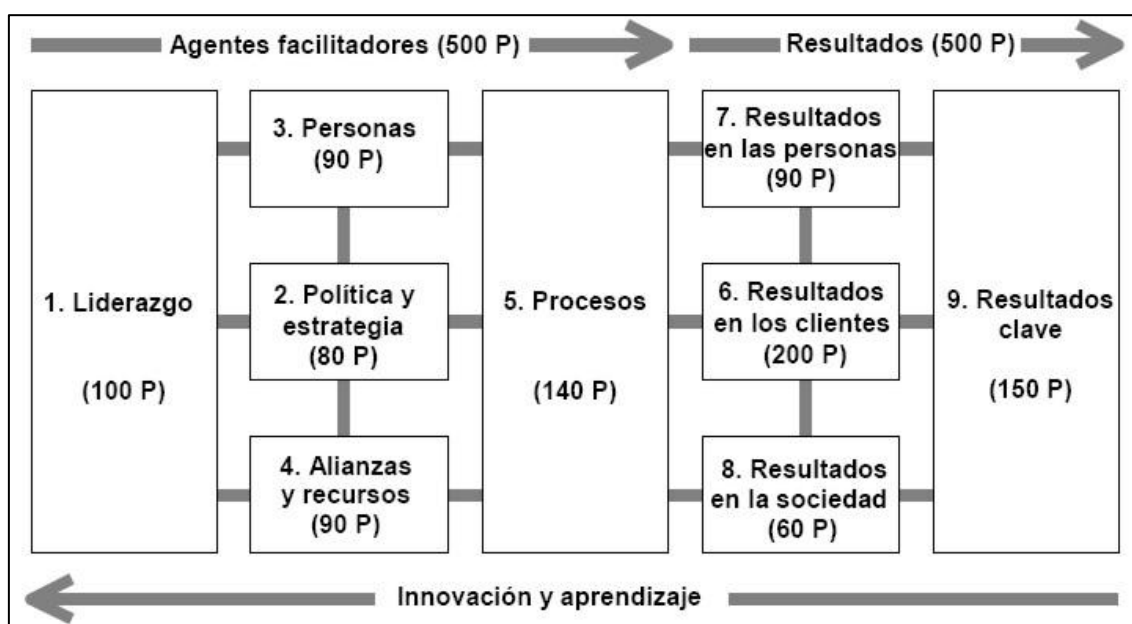 Agentes facilitadores (500 P)
Resultados (500 P)
1. Liderazgo
(100 P)
3. Personas
(90 P)
2. Política y
estrategia
(80 P)
4. Alianzas
y recursos
(90 P)
5. Procesos
(140 P)
7. Resultados
en las personas
(90 P)
6. Resultados
en los clientes
(200 P)
8. Resultados
en la sociedad
(60 P)
9. Resultados
clave
(150 P)
Innovación y aprendizaje